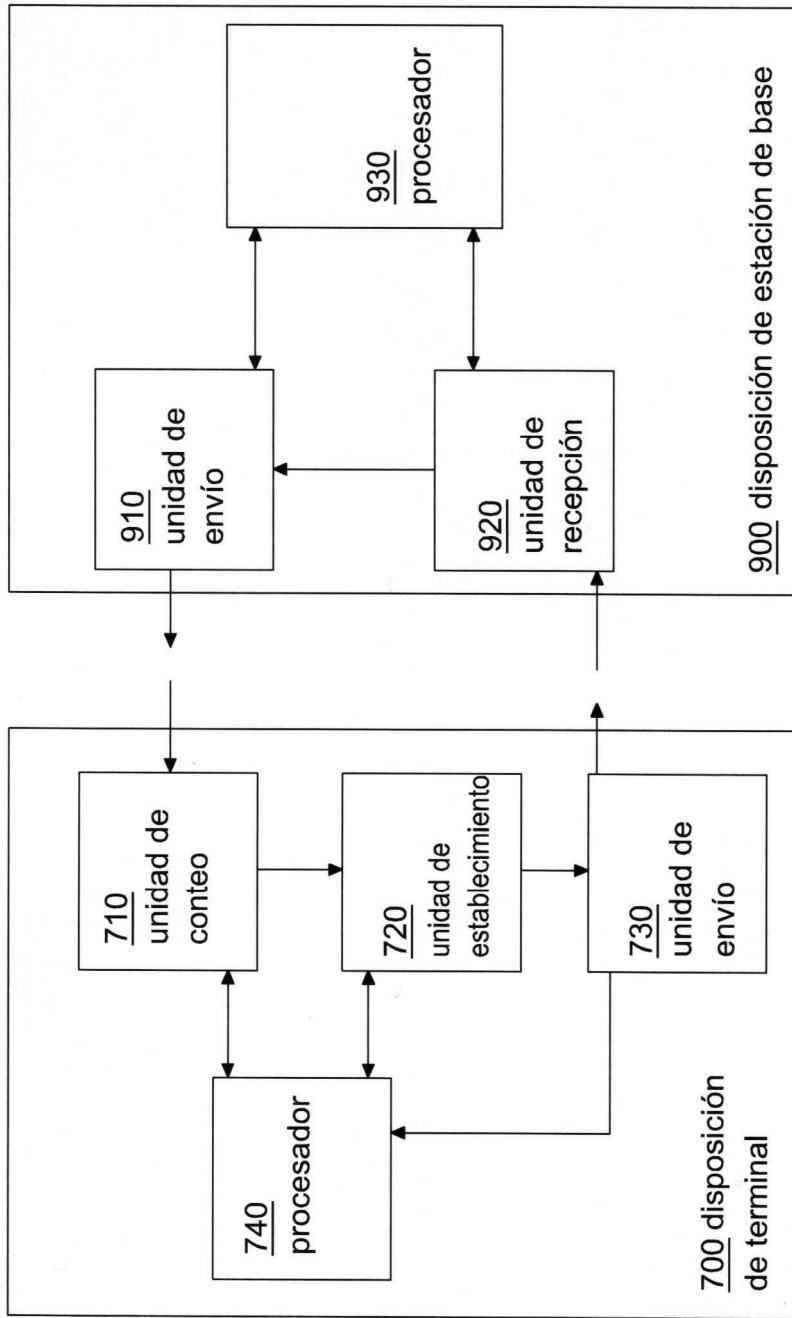 710
unidad de
conteo
740
procesador
720
unidad de
establecimiento
730
unidad de
envío
700 disposición
de terminal
910
unidad de
envío
930
procesador
920
unidad de
recepción
900 disposición de estación de base